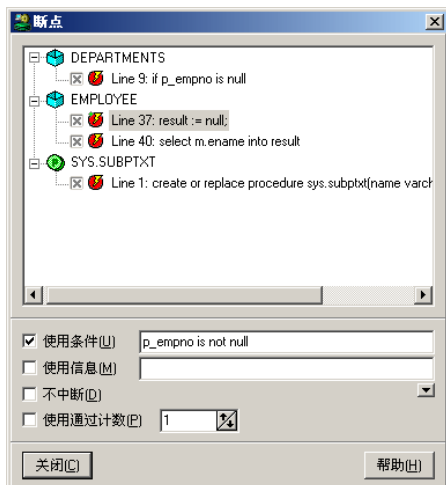 断点
DEPARTMENTS
Line 9: if p_empno is null
EMPLOYEE
Line 37: result := null;
Line 40: select m.ename into result
SYS.SUBPTXT
Line 1: create or replace procedure sys.subptxt(name varch
使用条件(U) p_empno is not null
使用信息(M)
不中断(D)
使用通过计数(P) 1
关闭(C) 帮助(H)